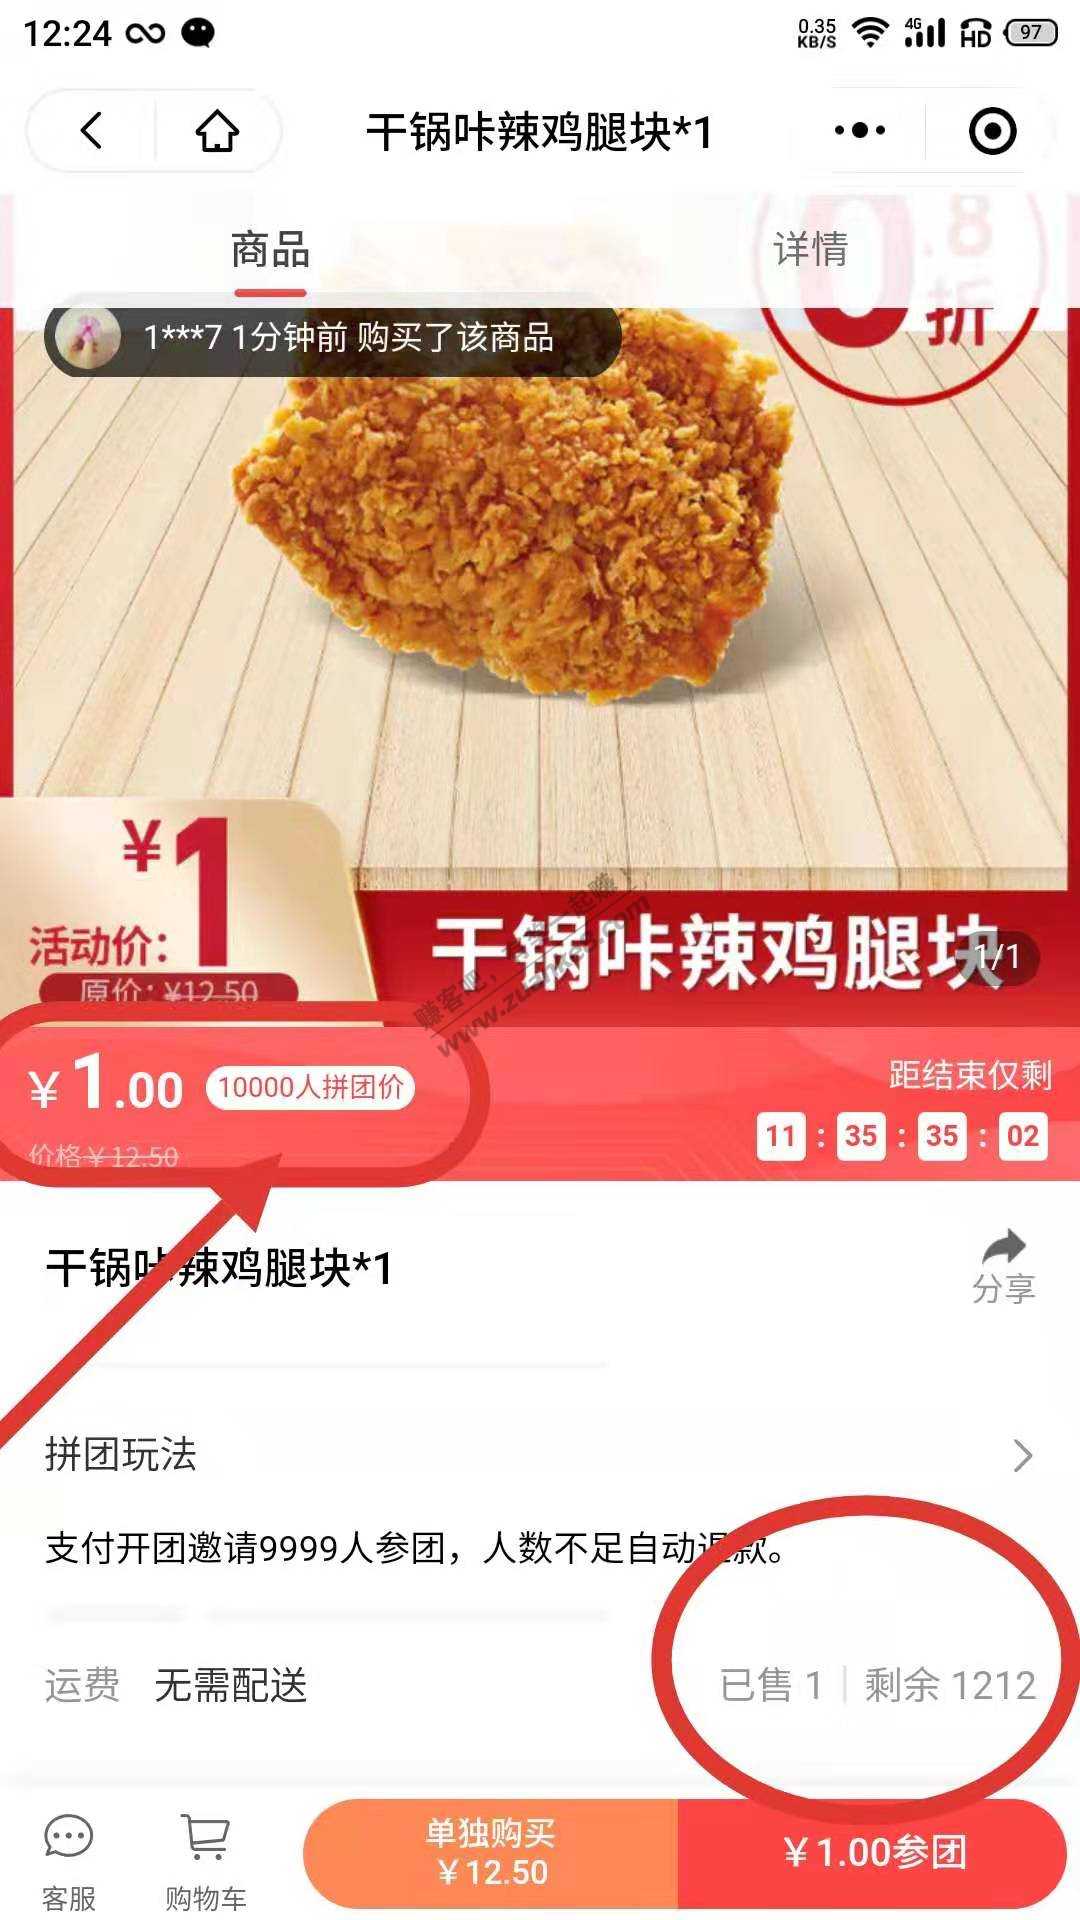 12:24
0.35
KB/S
4G
HD
97
干锅咔辣鸡腿块*1
商品
详情
0.8
折
1***7 1分钟前 购买了该商品
¥1
活动价:
原价:¥12.50
干锅咔辣鸡腿块
1/1
赚客吧,有奖一起赚!
www.zuanke8.com
¥1.00
10000人拼团价
价格¥12.50
距结束仅剩
11:35:35:02
干锅咔辣鸡腿块*1
分享
拼团玩法
支付开团邀请9999人参团，人数不足自动退款。
运费 无需配送
已售 1 | 剩余 1212
客服
购物车
单独购买
¥12.50
¥1.00参团